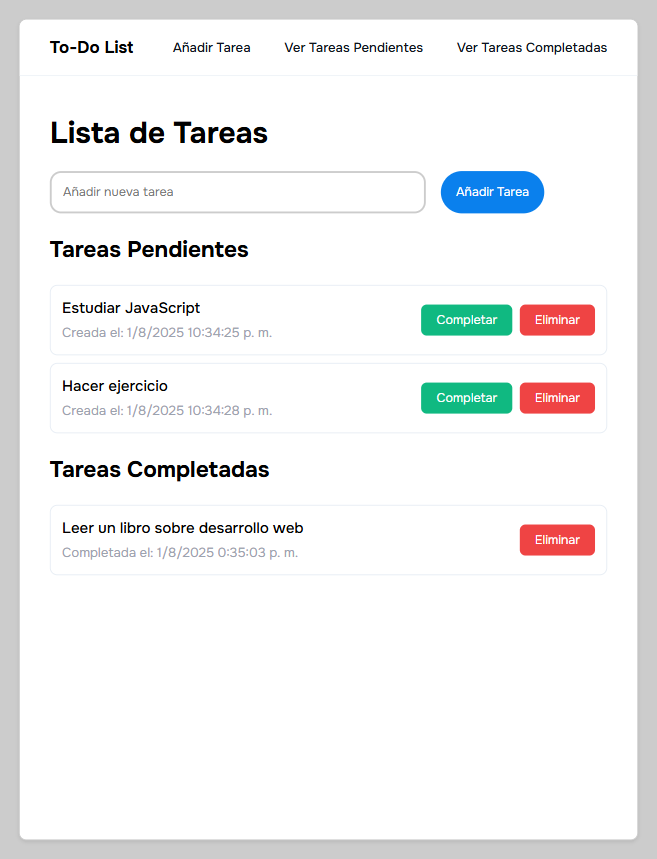 To-Do List Añadir Tarea Ver Tareas Pendientes Ver Tareas Completadas
Lista de Tareas
Añadir nueva tarea Añadir Tarea
Tareas Pendientes
Estudiar JavaScript
Creada el: 1/8/2025 10:34:25 p. m.
Completar Eliminar
Hacer ejercicio
Creada el: 1/8/2025 10:34:28 p. m.
Completar Eliminar
Tareas Completadas
Leer un libro sobre desarrollo web
Completada el: 1/8/2025 0:35:03 p. m.
Eliminar